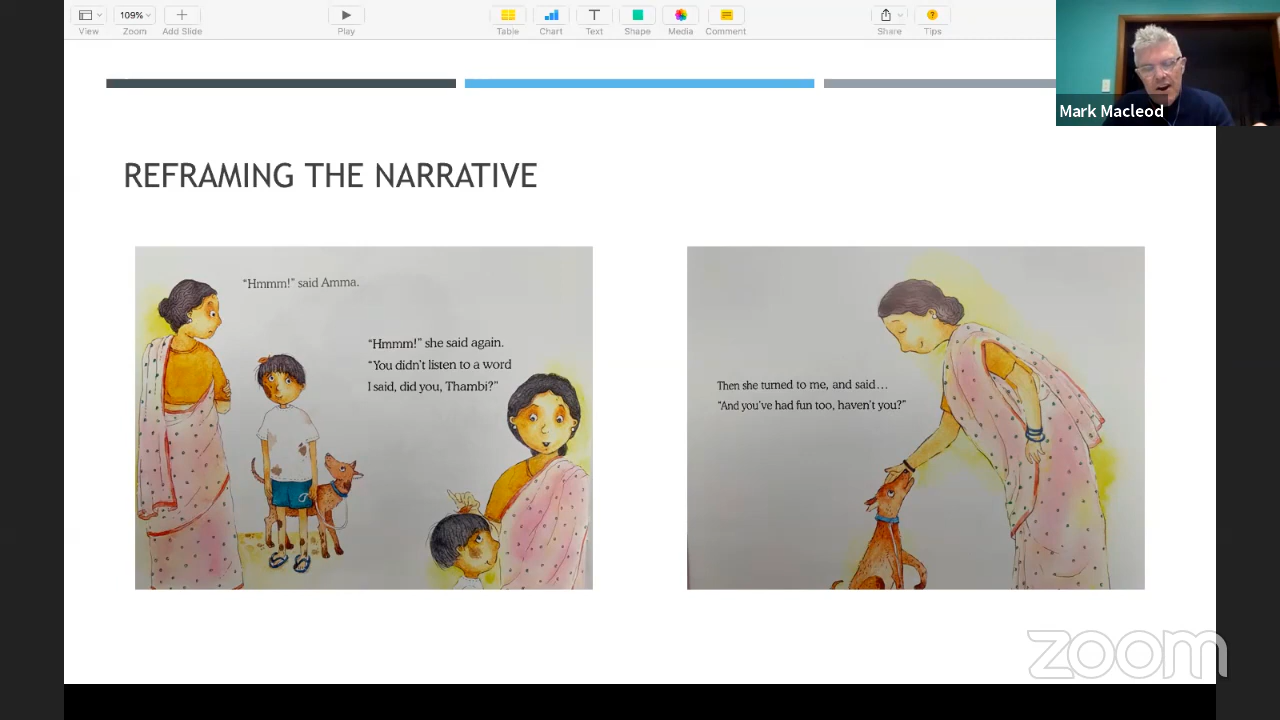 109%
View
Zoom
Add Slide
Play
Table
Chart
Text
Shape
Media
Comment
Share
Tips
Mark Macleod
REFRAMING THE NARRATIVE
“Hmmm!” said Amma.
“Hmmm!” she said again.
“You didn’t listen to a word
I said, did you, Thambi?”
Then she turned to me, and said...
“And you’ve had fun too, haven’t you?”
zoom